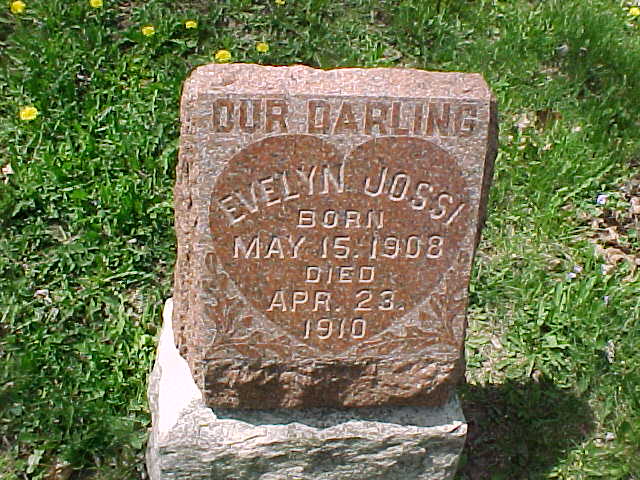 OUR DARLING
EVELYN JOSSI
BORN
MAY 15. 1908
DIED
APR. 23.
1910